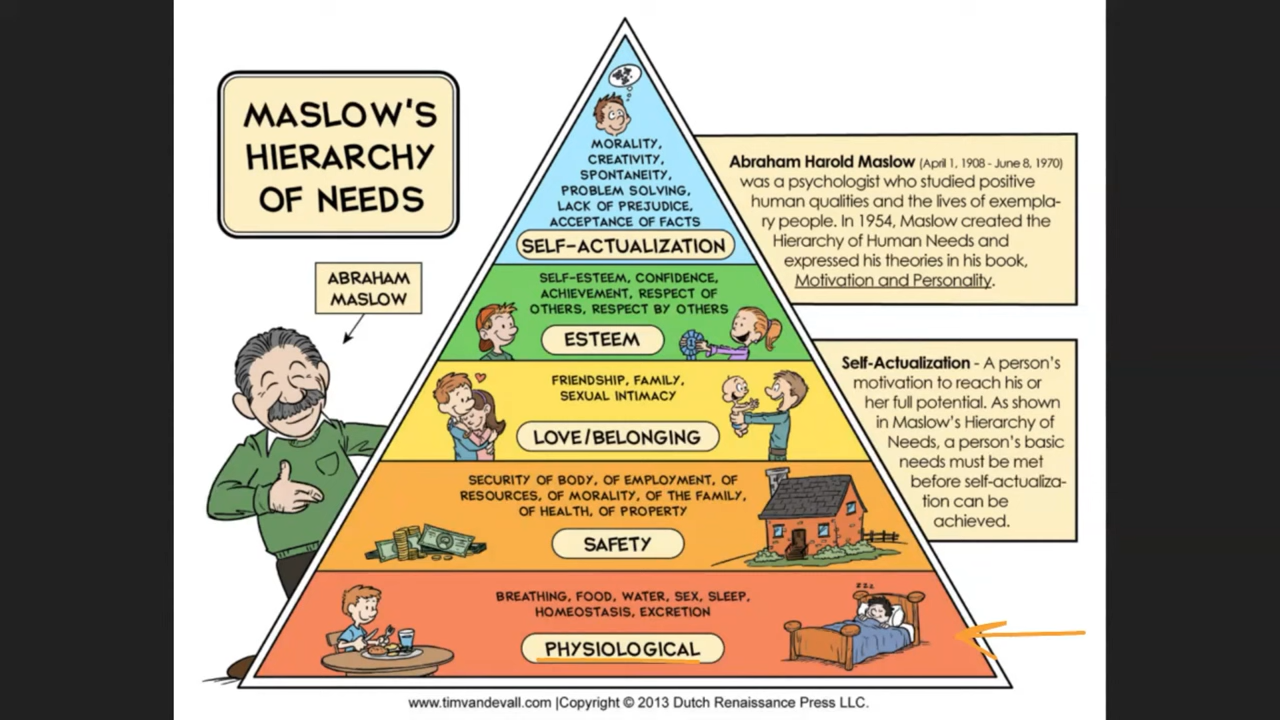 MASLOW'S
HIERARCHY
OF NEEDS
ABRAHAM
MASLOW
MORALITY,
CREATIVITY,
SPONTANEITY,
PROBLEM SOLVING,
LACK OF PREJUDICE,
ACCEPTANCE OF FACTS
SELF-ACTUALIZATION
SELF-ESTEEM, CONFIDENCE,
ACHIEVEMENT, RESPECT OF
OTHERS, RESPECT BY OTHERS
ESTEEM
1
FRIENDSHIP, FAMILY,
SEXUAL INTIMACY
LOVE/BELONGING
SECURITY OF BODY, OF EMPLOYMENT, OF
RESOURCES, OF MORALITY, OF THE FAMILY,
OF HEALTH, OF PROPERTY
SAFETY
BREATHING, FOOD, WATER, SEX, SLEEP,
HOMEOSTASIS, EXCRETION
PHYSIOLOGICAL
zzz
Abraham Harold Maslow (April 1, 1908 - June 8, 1970)
was a psychologist who studied positive
human qualities and the lives of exempla-
ry people. In 1954, Maslow created the
Hierarchy of Human Needs and
expressed his theories in his book,
Motivation and Personality.
Self-Actualization - A person's
motivation to reach his or
her full potential. As shown
in Maslow's Hierarchy of
Needs, a person's basic
needs must be met
before self-actualiza-
tion can be
achieved.
www.timvandevall.com |Copyright © 2013 Dutch Renaissance Press LLC.